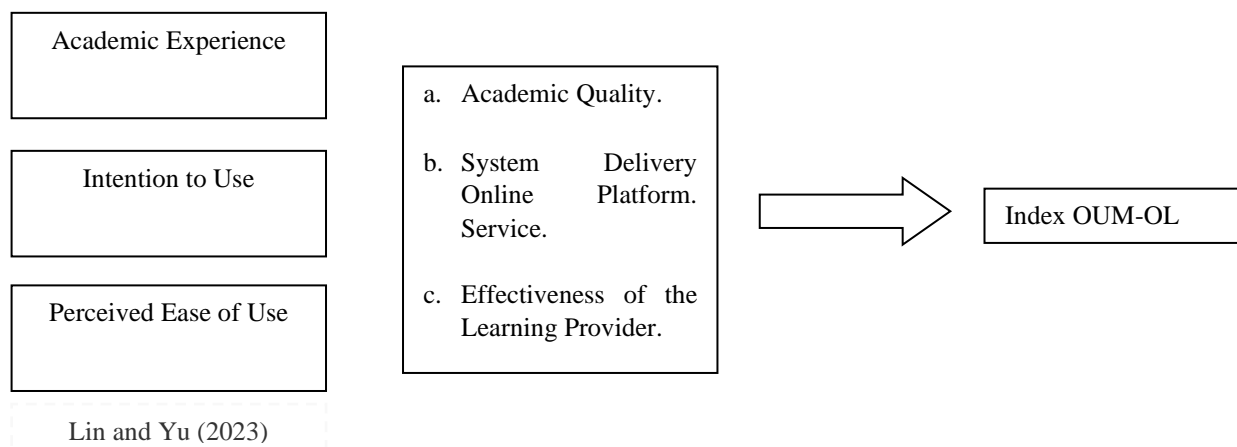 Academic Experience
Intention to Use
Perceived Ease of Use
Lin and Yu (2023)
a. Academic Quality.
b. System Delivery
Online Platform.
Service.
c. Effectiveness of the
Learning Provider.
Index OUM-OL